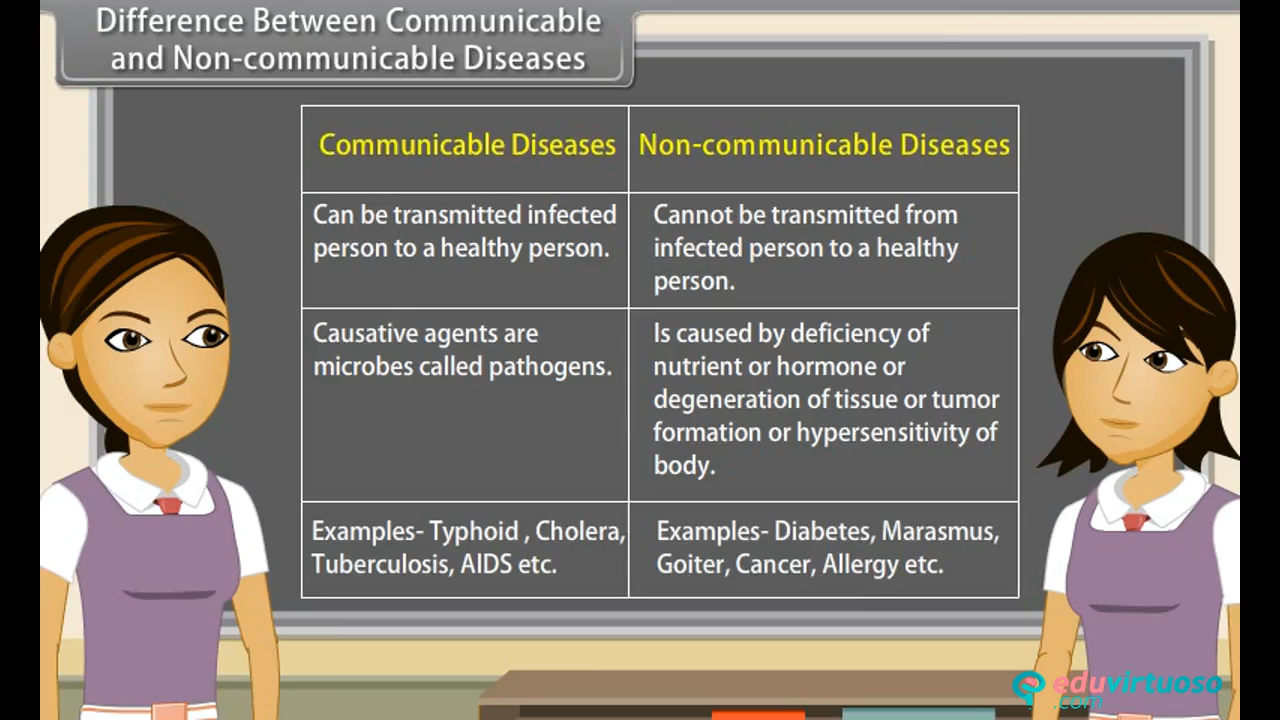 Difference Between Communicable
and Non-communicable Diseases
Communicable Diseases
Non-communicable Diseases
Can be transmitted infected
person to a healthy person.
Cannot be transmitted from
infected person to a healthy
person.
Causative agents are
microbes called pathogens.
Is caused by deficiency of
nutrient or hormone or
degeneration of tissue or tumor
formation or hypersensitivity of
body.
Examples- Typhoid , Cholera,
Tuberculosis, AIDS etc.
Examples- Diabetes, Marasmus,
Goiter, Cancer, Allergy etc.
eduvirtuoso
.com